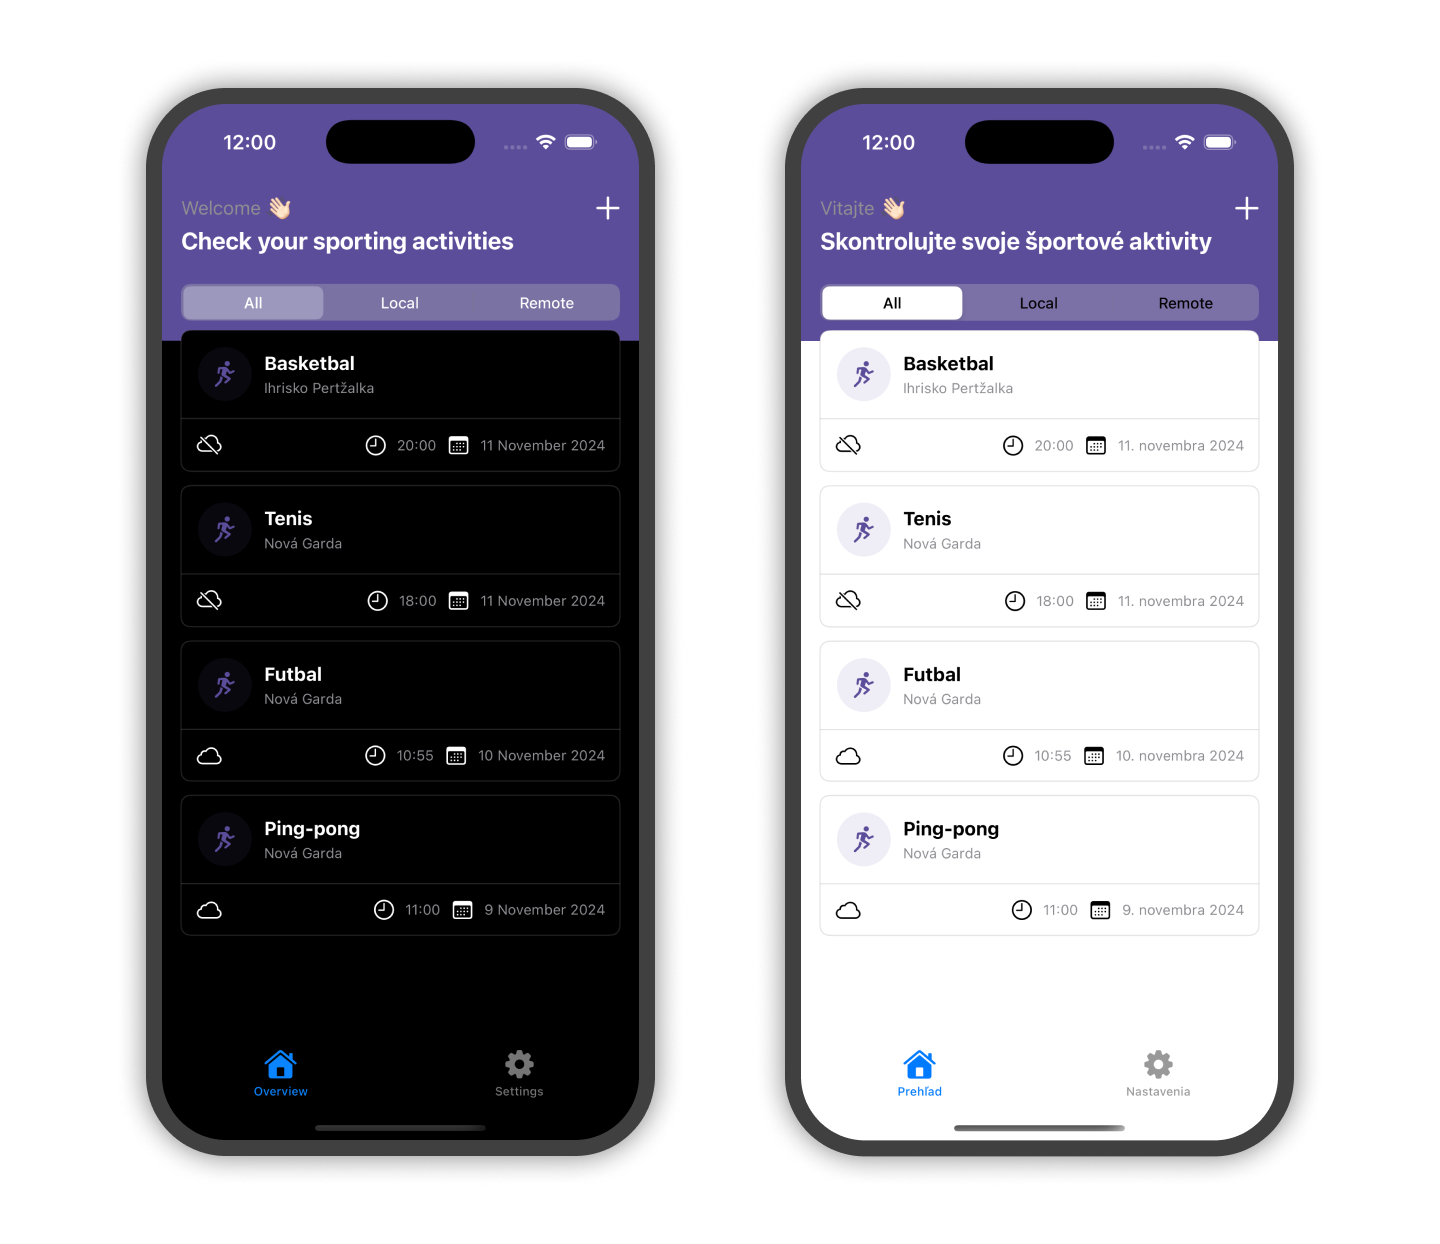 12:00
Welcome 👋🏻
Check your sporting activities
All Local Remote
Basketbal
Ihrisko Pertžalka
20:00 11 November 2024
Tenis
Nová Garda
18:00 11 November 2024
Futbal
Nová Garda
10:55 10 November 2024
Ping-pong
Nová Garda
11:00 9 November 2024
Overview Settings
12:00
Vitajte 👋🏻
Skontrolujte svoje športové aktivity
All Local Remote
Basketbal
Ihrisko Pertžalka
20:00 11. novembra 2024
Tenis
Nová Garda
18:00 11. novembra 2024
Futbal
Nová Garda
10:55 10. novembra 2024
Ping-pong
Nová Garda
11:00 9. novembra 2024
Prehľad Nastavenia